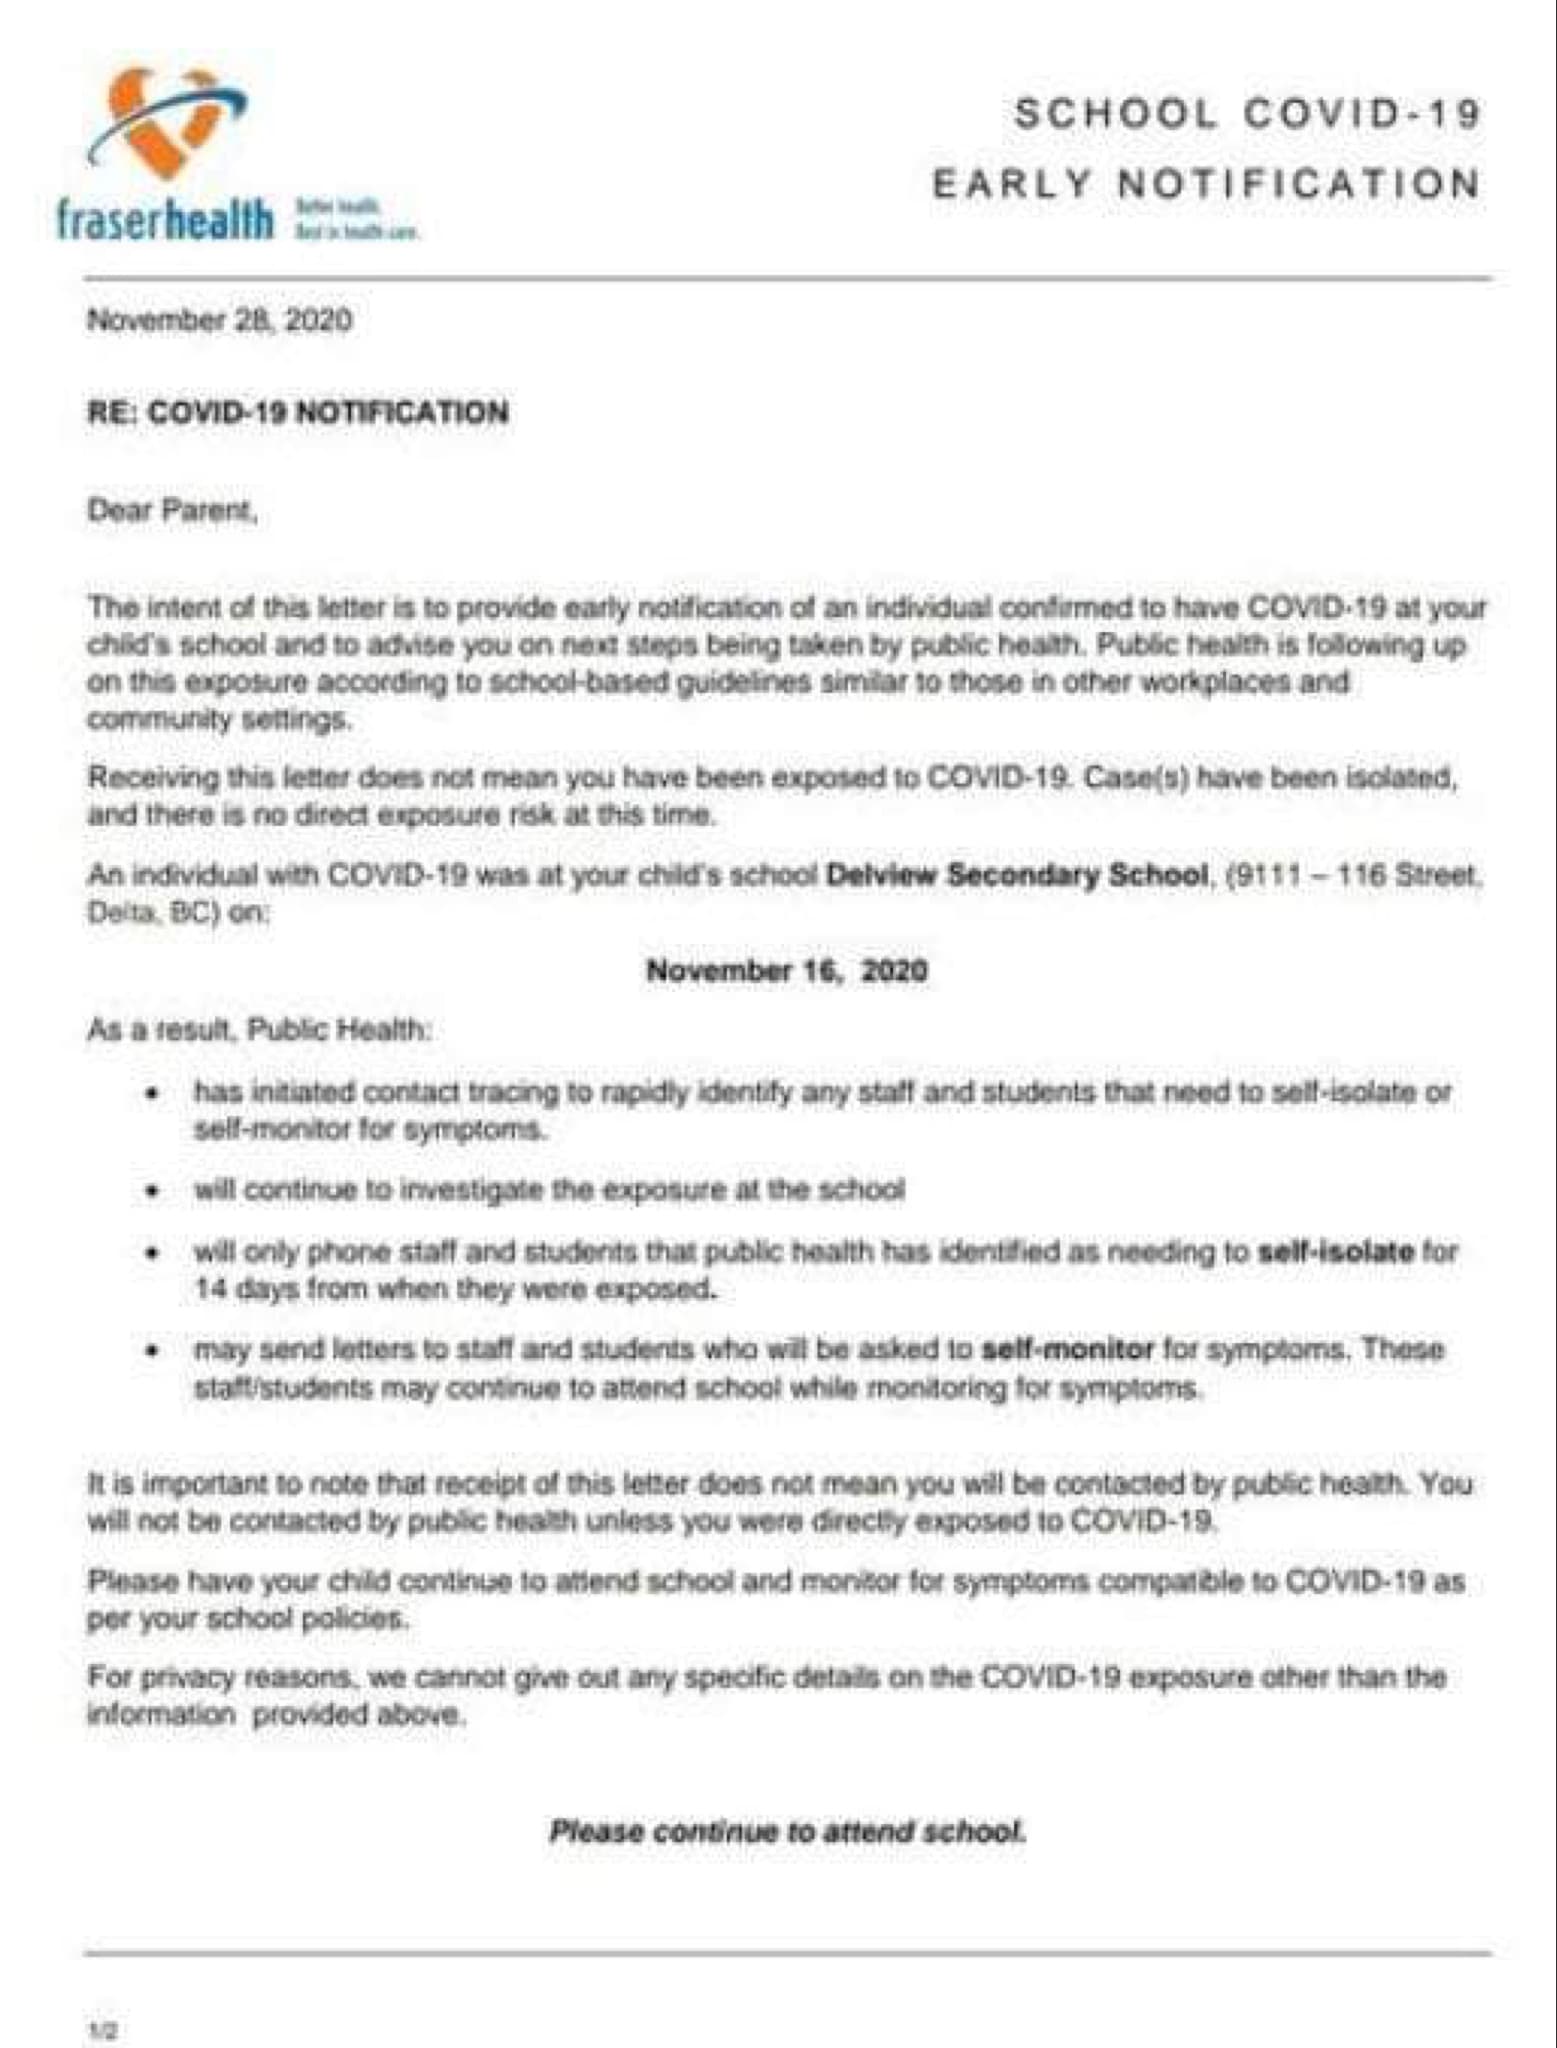 SCHOOL COVID-19
EARLY NOTIFICATION
fraserhealth
Better health.
Best in health care.
November 28, 2020
RE: COVID-19 NOTIFICATION
Dear Parent,
The intent of this letter is to provide early notification of an individual confirmed to have COVID-19 at your
child's school and to advise you on next steps being taken by public health. Public health is following up
on this exposure according to school-based guidelines similar to those in other workplaces and
community settings.
Receiving this letter does not mean you have been exposed to COVID-19. Case(s) have been isolated,
and there is no direct exposure risk at this time.
An individual with COVID-19 was at your child's school Delview Secondary School, (9111 – 116 Street,
Delta, BC) on:
November 16, 2020
As a result, Public Health:
• has initiated contact tracing to rapidly identify any staff and students that need to self-isolate or
self-monitor for symptoms.
• will continue to investigate the exposure at the school
• will only phone staff and students that public health has identified as needing to self-isolate for
14 days from when they were exposed.
• may send letters to staff and students who will be asked to self-monitor for symptoms. These
staff/students may continue to attend school while monitoring for symptoms.
It is important to note that receipt of this letter does not mean you will be contacted by public health. You
will not be contacted by public health unless you were directly exposed to COVID-19.
Please have your child continue to attend school and monitor for symptoms compatible to COVID-19 as
per your school policies.
For privacy reasons, we cannot give out any specific details on the COVID-19 exposure other than the
information provided above.
Please continue to attend school.
1/2